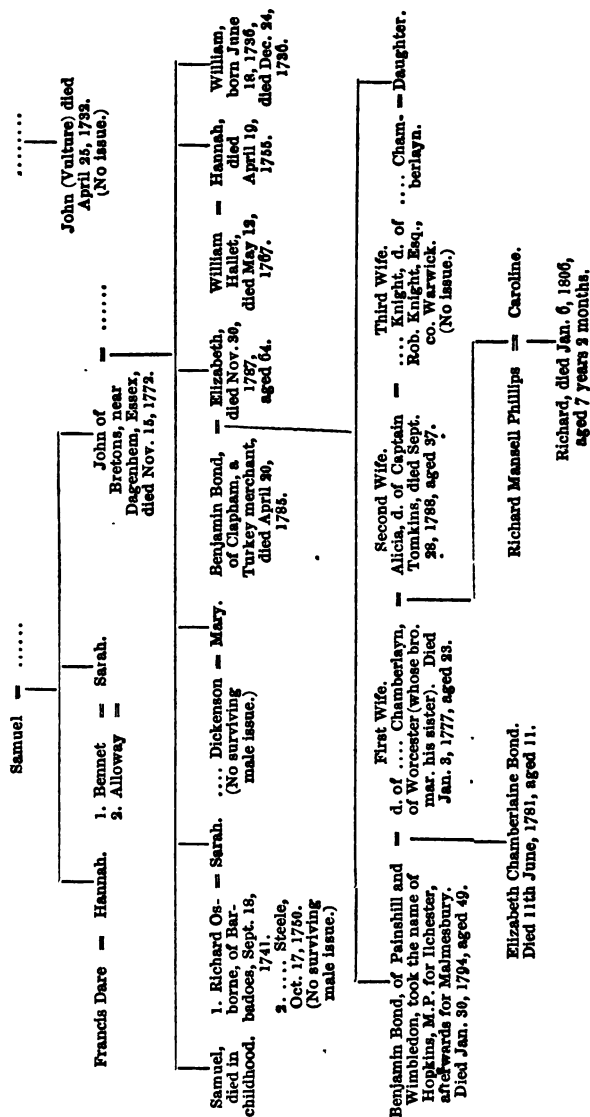 Samuel = ......
......
Francis Dare = Hannah.
1. Bennet = Sarah.
2. Alloway =
John of = ......
Bretons, near
Dagenhem, Essex,
died Nov. 15, 1772.
John (Vulture) died
April 25, 1732.
(No issue.)
Samuel,
died in
childhood.
1. Richard Os- = Sarah.
borne, of Bar-
badoes, Sept. 18,
1741.
2. .... Steele,
Oct. 17, 1750.
(No surviving
male issue.)
.... Dickenson = Mary.
(No surviving
male issue.)
Benjamin Bond, = Elizabeth,
of Clapham, a
Turkey merchant,
died April 20,
1785.
died Nov. 30,
1787,
aged 64.
William = Hannah,
Hallet,
died May 12,
1767.
died
April 19,
1755.
William,
born June
18, 1736,
died Dec. 24,
1736.
Benjamin Bond, of Painshill and =
Wimbledon, took the name of
Hopkins, M.P. for Ilchester,
afterwards for Malmesbury.
Died Jan. 30, 1794, aged 49.
First Wife.
d. of .... Chamberlayn, =
of Worcester (whose bro.
mar. his sister). Died
Jan. 3, 1777, aged 23.
Second Wife.
Alicia, d. of Captain =
Tomkins, died Sept.
28, 1788, aged 37.
Third Wife.
.... Knight, d. of
Rob. Knight, Esq.,
co. Warwick.
(No issue.)
.... Cham- = Daughter.
berlayn.
Elizabeth Chamberlaine Bond.
Died 11th June, 1781, aged 11.
Richard Mansell Phillips = Caroline.
Richard, died Jan. 6, 1806,
aged 7 years 2 months.